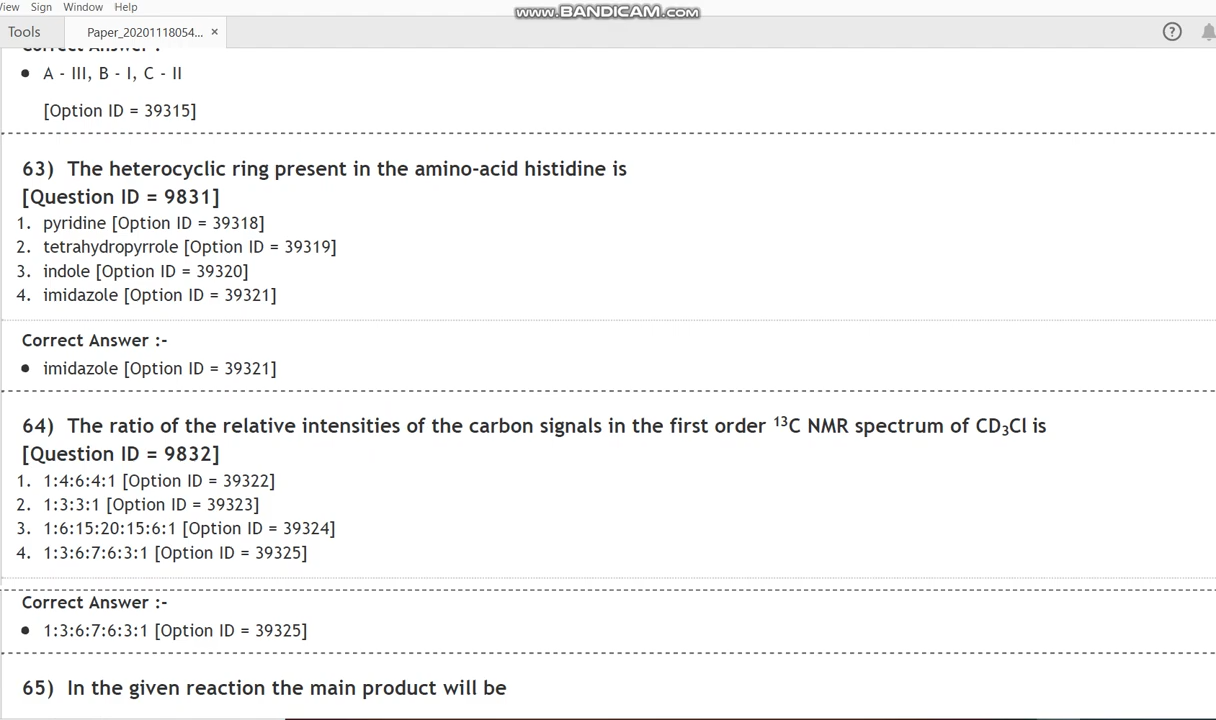 View Sign Window Help
www.BANDICAM.com
Tools
Paper_20201118054... ×
?
Correct Answer :-
• A - III, B - I, C - II
[Option ID = 39315]
63) The heterocyclic ring present in the amino-acid histidine is
[Question ID = 9831]
1. pyridine [Option ID = 39318]
2. tetrahydropyrrole [Option ID = 39319]
3. indole [Option ID = 39320]
4. imidazole [Option ID = 39321]
Correct Answer :-
• imidazole [Option ID = 39321]
64) The ratio of the relative intensities of the carbon signals in the first order ¹³C NMR spectrum of CD₃Cl is
[Question ID = 9832]
1. 1:4:6:4:1 [Option ID = 39322]
2. 1:3:3:1 [Option ID = 39323]
3. 1:6:15:20:15:6:1 [Option ID = 39324]
4. 1:3:6:7:6:3:1 [Option ID = 39325]
Correct Answer :-
• 1:3:6:7:6:3:1 [Option ID = 39325]
65) In the given reaction the main product will be